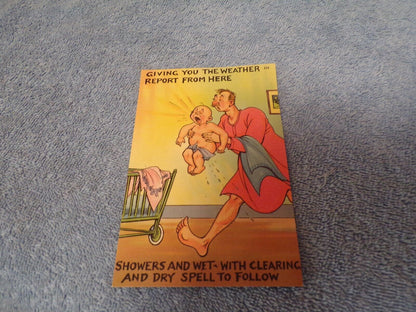 GIVING YOU THE WEATHER
REPORT FROM HERE
SHOWERS AND WET- WITH CLEARING
AND DRY SPELL TO FOLLOW